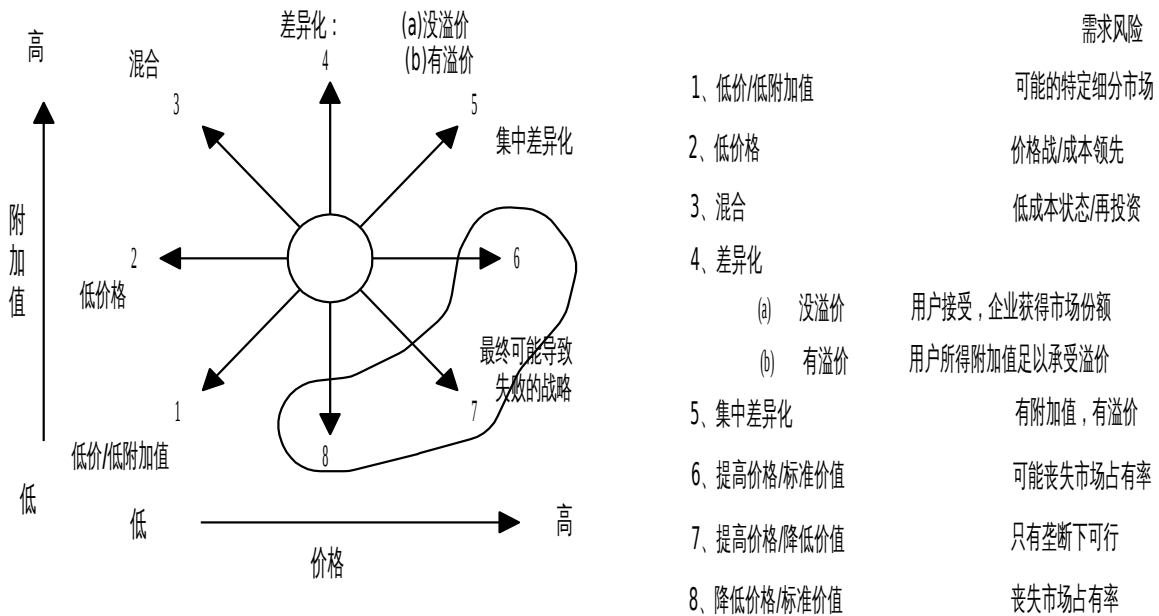 差异化： (a)没溢价
(b)有溢价
高
混合
4
3
5
集中差异化
附加值
2
6
低价格
最终可能导致
失败的战略
1
7
低价/低附加值
8
低
低
高
价格
需求风险
1、低价/低附加值 可能的特定细分市场
2、低价格 价格战/成本领先
3、混合 低成本状态/再投资
4、差异化
(a) 没溢价 用户接受，企业获得市场份额
(b) 有溢价 用户所得附加值足以承受溢价
5、集中差异化 有附加值，有溢价
6、提高价格/标准价值 可能丧失市场占有率
7、提高价格/降低价值 只有垄断下可行
8、降低价格/标准价值 丧失市场占有率